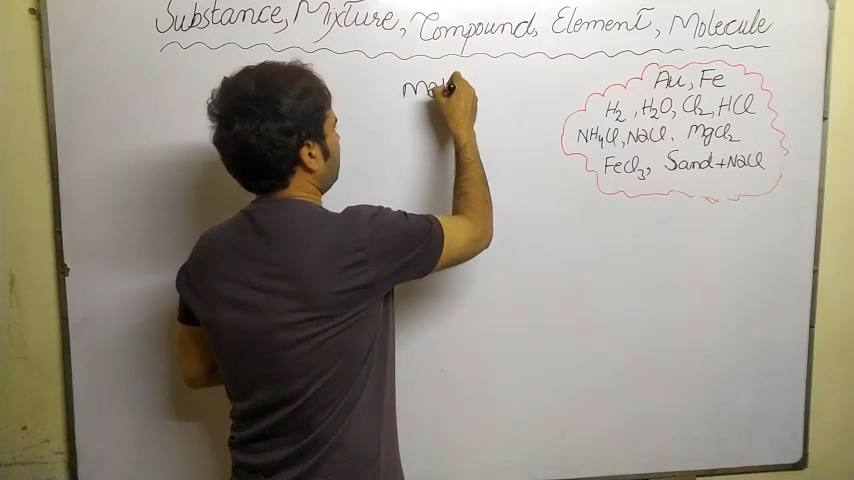 Substance, Mixture, Compound, Element, Molecule
Au, Fe
H₂, H₂O, Cl₂, HCl
NH₄Cl, NaCl, MgCl₂
FeCl₃, Sand+NaCl